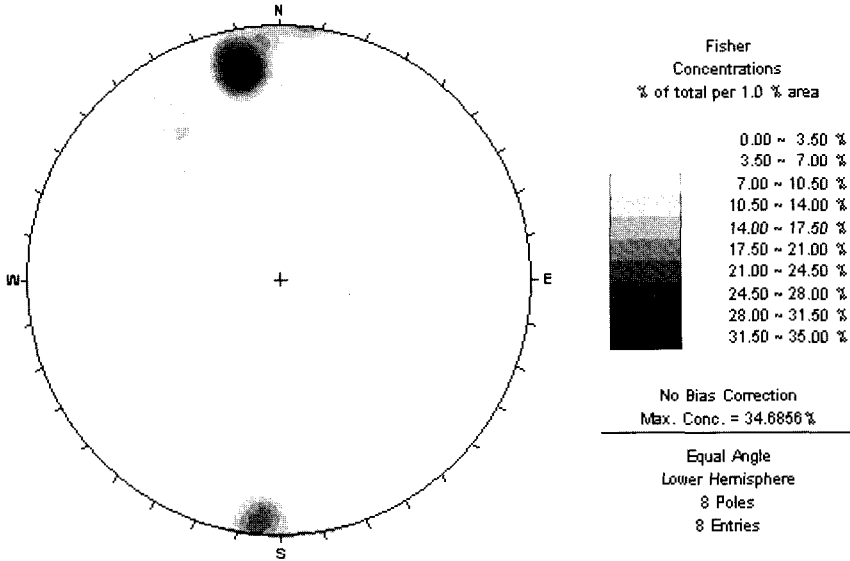 N
W
E
S
Fisher
Concentrations
% of total per 1.0 % area
0.00 ~ 3.50 %
3.50 ~ 7.00 %
7.00 ~ 10.50 %
10.50 ~ 14.00 %
14.00 ~ 17.50 %
17.50 ~ 21.00 %
21.00 ~ 24.50 %
24.50 ~ 28.00 %
28.00 ~ 31.50 %
31.50 ~ 35.00 %
No Bias Correction
Max. Conc. = 34.6856%
Equal Angle
Lower Hemisphere
8 Poles
8 Entries